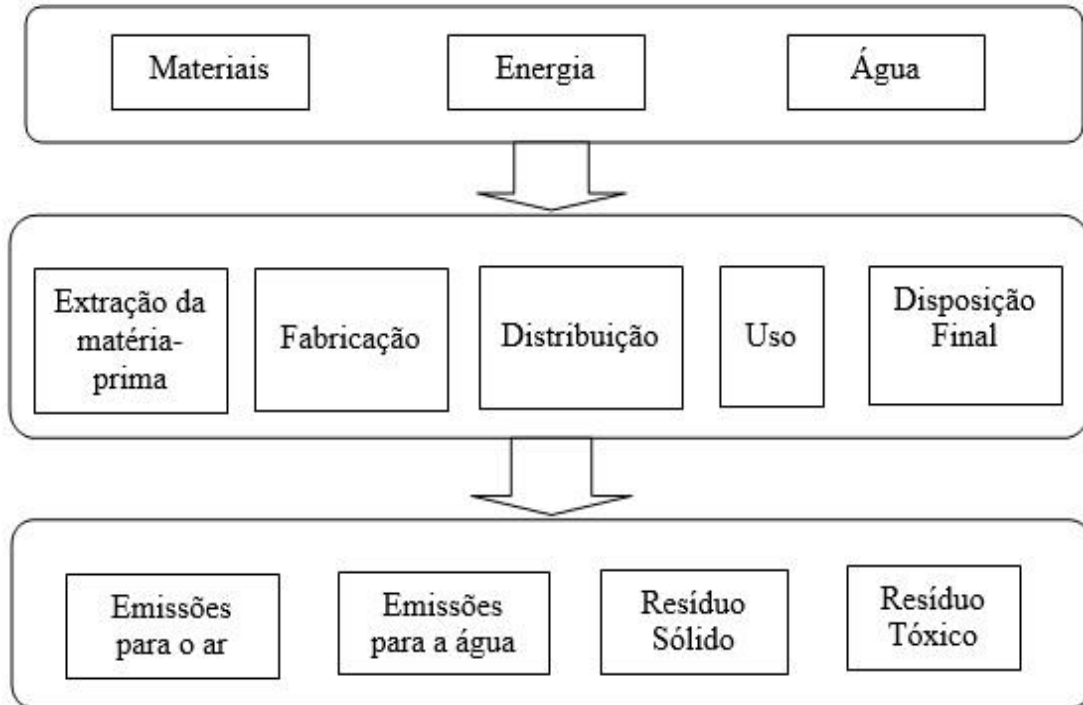 Materiais
Energia
Água
Extração da
matéria-
prima
Fabricação
Distribuição
Uso
Disposição
Final
Emissões
para o ar
Emissões
para a água
Resíduo
Sólido
Resíduo
Tóxico